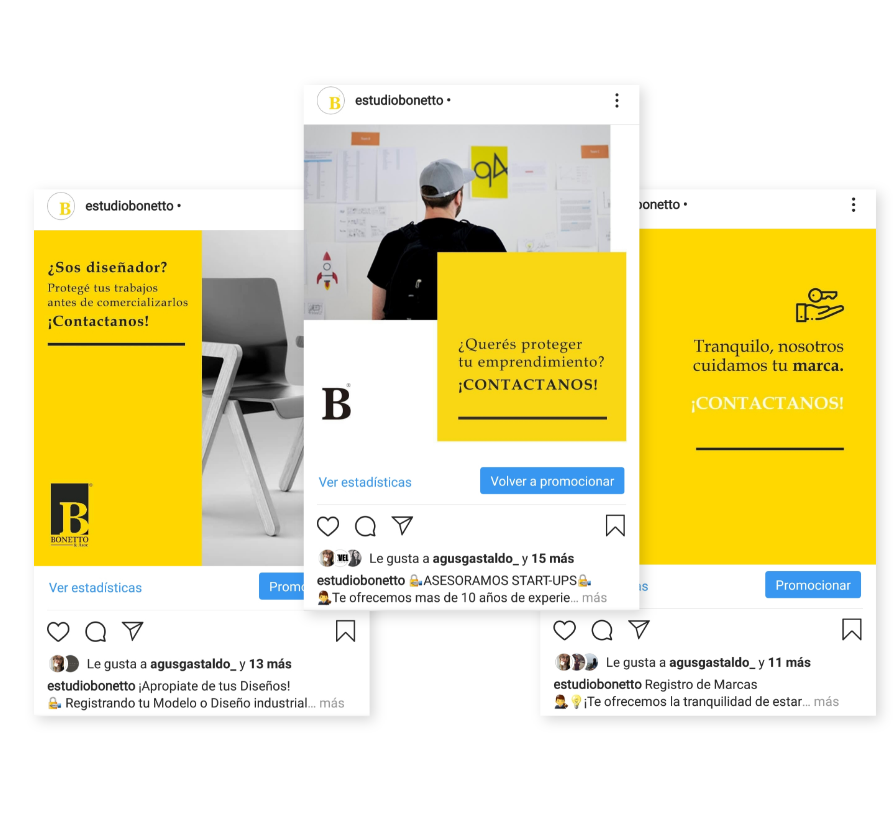 estudiobonetto •
¿Sos diseñador?
Protegé tus trabajos
antes de comercializarlos
¡Contactanos!
B
BONETTO
Ver estadísticas
Promo
Le gusta a agusgastaldo_ y 13 más
estudiobonetto ¡Apropiate de tus Diseños!
Registrando tu Modelo o Diseño industrial... más
B
estudiobonetto •
¿Querés proteger
tu emprendimiento?
¡CONTACTANOS!
B
Ver estadísticas
Volver a promocionar
Le gusta a agusgastaldo_ y 15 más
estudiobonetto 🔐ASESORAMOS START-UPS🔐
Te ofrecemos mas de 10 años de experie... más
bonetto •
Tranquilo, nosotros
cuidamos tu marca.
¡CONTACTANOS!
as
Promocionar
Le gusta a agusgastaldo_ y 11 más
estudiobonetto Registro de Marcas
¡Te ofrecemos la tranquilidad de estar... más